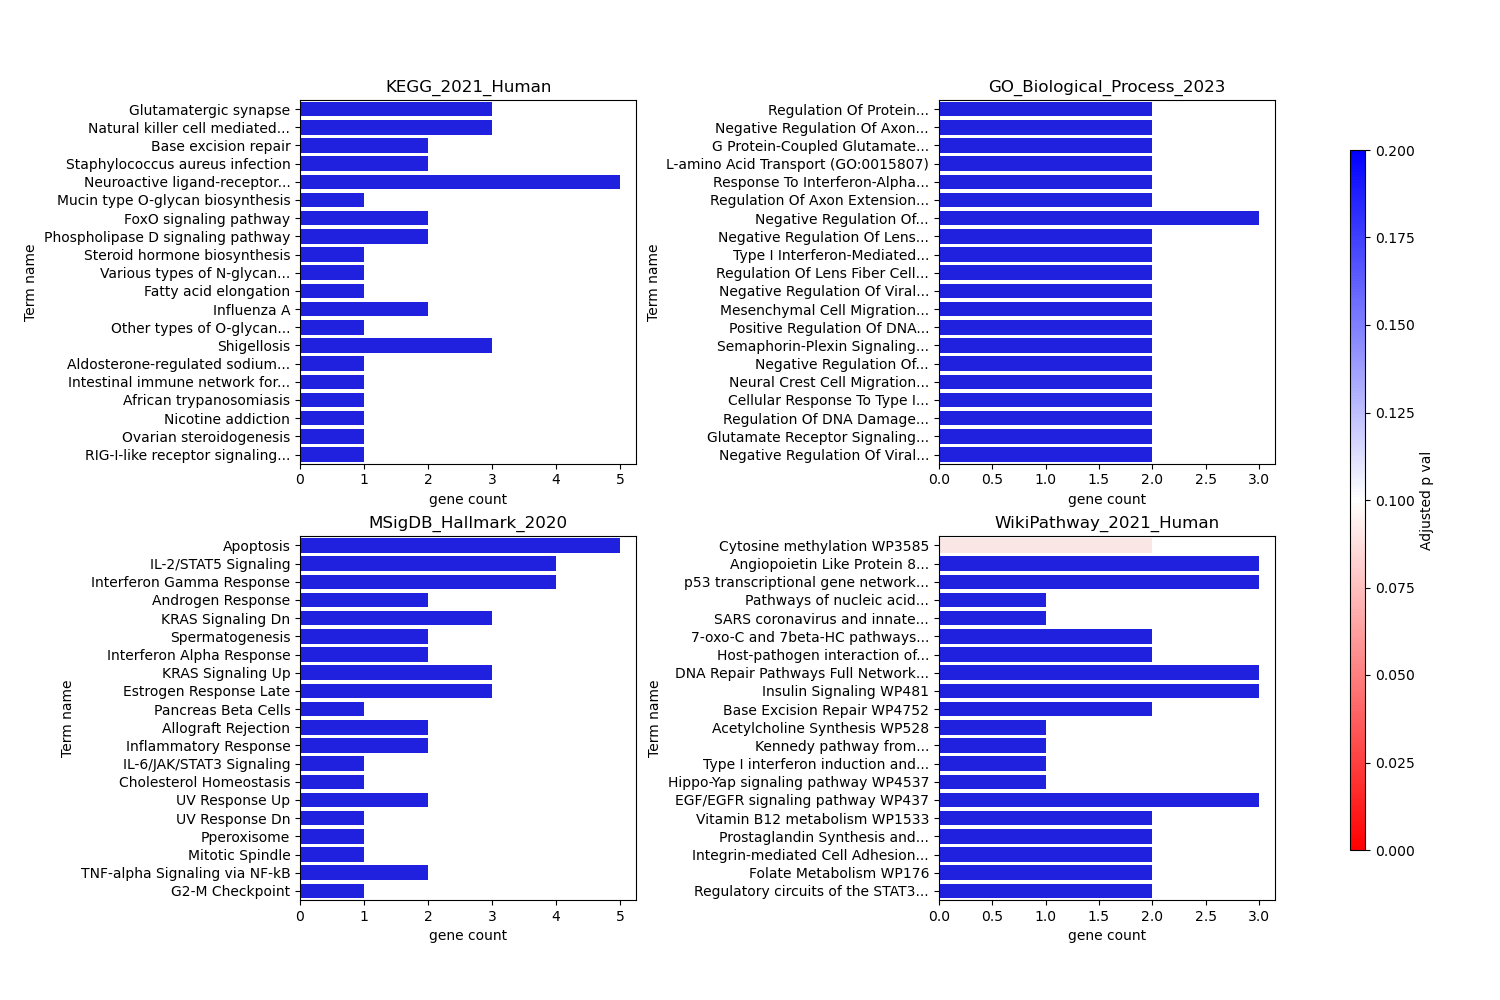 KEGG_2021_Human
Term name
Glutamatergic synapse
Natural killer cell mediated...
Base excision repair
Staphylococcus aureus infection
Neuroactive ligand-receptor...
Mucin type O-glycan biosynthesis
FoxO signaling pathway
Phospholipase D signaling pathway
Steroid hormone biosynthesis
Various types of N-glycan...
Fatty acid elongation
Influenza A
Other types of O-glycan...
Shigellosis
Aldosterone-regulated sodium...
Intestinal immune network for...
African trypanosomiasis
Nicotine addiction
Ovarian steroidogenesis
RIG-I-like receptor signaling...
0 1 2 3 4 5
gene count
GO_Biological_Process_2023
Term name
Regulation Of Protein...
Negative Regulation Of Axon...
G Protein-Coupled Glutamate...
L-amino Acid Transport (GO:0015807)
Response To Interferon-Alpha...
Regulation Of Axon Extension...
Negative Regulation Of...
Negative Regulation Of Lens...
Type I Interferon-Mediated...
Regulation Of Lens Fiber Cell...
Negative Regulation Of Viral...
Mesenchymal Cell Migration...
Positive Regulation Of DNA...
Semaphorin-Plexin Signaling...
Negative Regulation Of...
Neural Crest Cell Migration...
Cellular Response To Type I...
Regulation Of DNA Damage...
Glutamate Receptor Signaling...
Negative Regulation Of Viral...
0.0 0.5 1.0 1.5 2.0 2.5 3.0
gene count
MSigDB_Hallmark_2020
Term name
Apoptosis
IL-2/STAT5 Signaling
Interferon Gamma Response
Androgen Response
KRAS Signaling Dn
Spermatogenesis
Interferon Alpha Response
KRAS Signaling Up
Estrogen Response Late
Pancreas Beta Cells
Allograft Rejection
Inflammatory Response
IL-6/JAK/STAT3 Signaling
Cholesterol Homeostasis
UV Response Up
UV Response Dn
Pperoxisome
Mitotic Spindle
TNF-alpha Signaling via NF-kB
G2-M Checkpoint
0 1 2 3 4 5
gene count
WikiPathway_2021_Human
Term name
Cytosine methylation WP3585
Angiopoietin Like Protein 8...
p53 transcriptional gene network...
Pathways of nucleic acid...
SARS coronavirus and innate...
7-oxo-C and 7beta-HC pathways...
Host-pathogen interaction of...
DNA Repair Pathways Full Network...
Insulin Signaling WP481
Base Excision Repair WP4752
Acetylcholine Synthesis WP528
Kennedy pathway from...
Type I interferon induction and...
Hippo-Yap signaling pathway WP4537
EGF/EGFR signaling pathway WP437
Vitamin B12 metabolism WP1533
Prostaglandin Synthesis and...
Integrin-mediated Cell Adhesion...
Folate Metabolism WP176
Regulatory circuits of the STAT3...
0.0 0.5 1.0 1.5 2.0 2.5 3.0
gene count
0.200
0.175
0.150
0.125
0.100
0.075
0.050
0.025
0.000
Adjusted p val